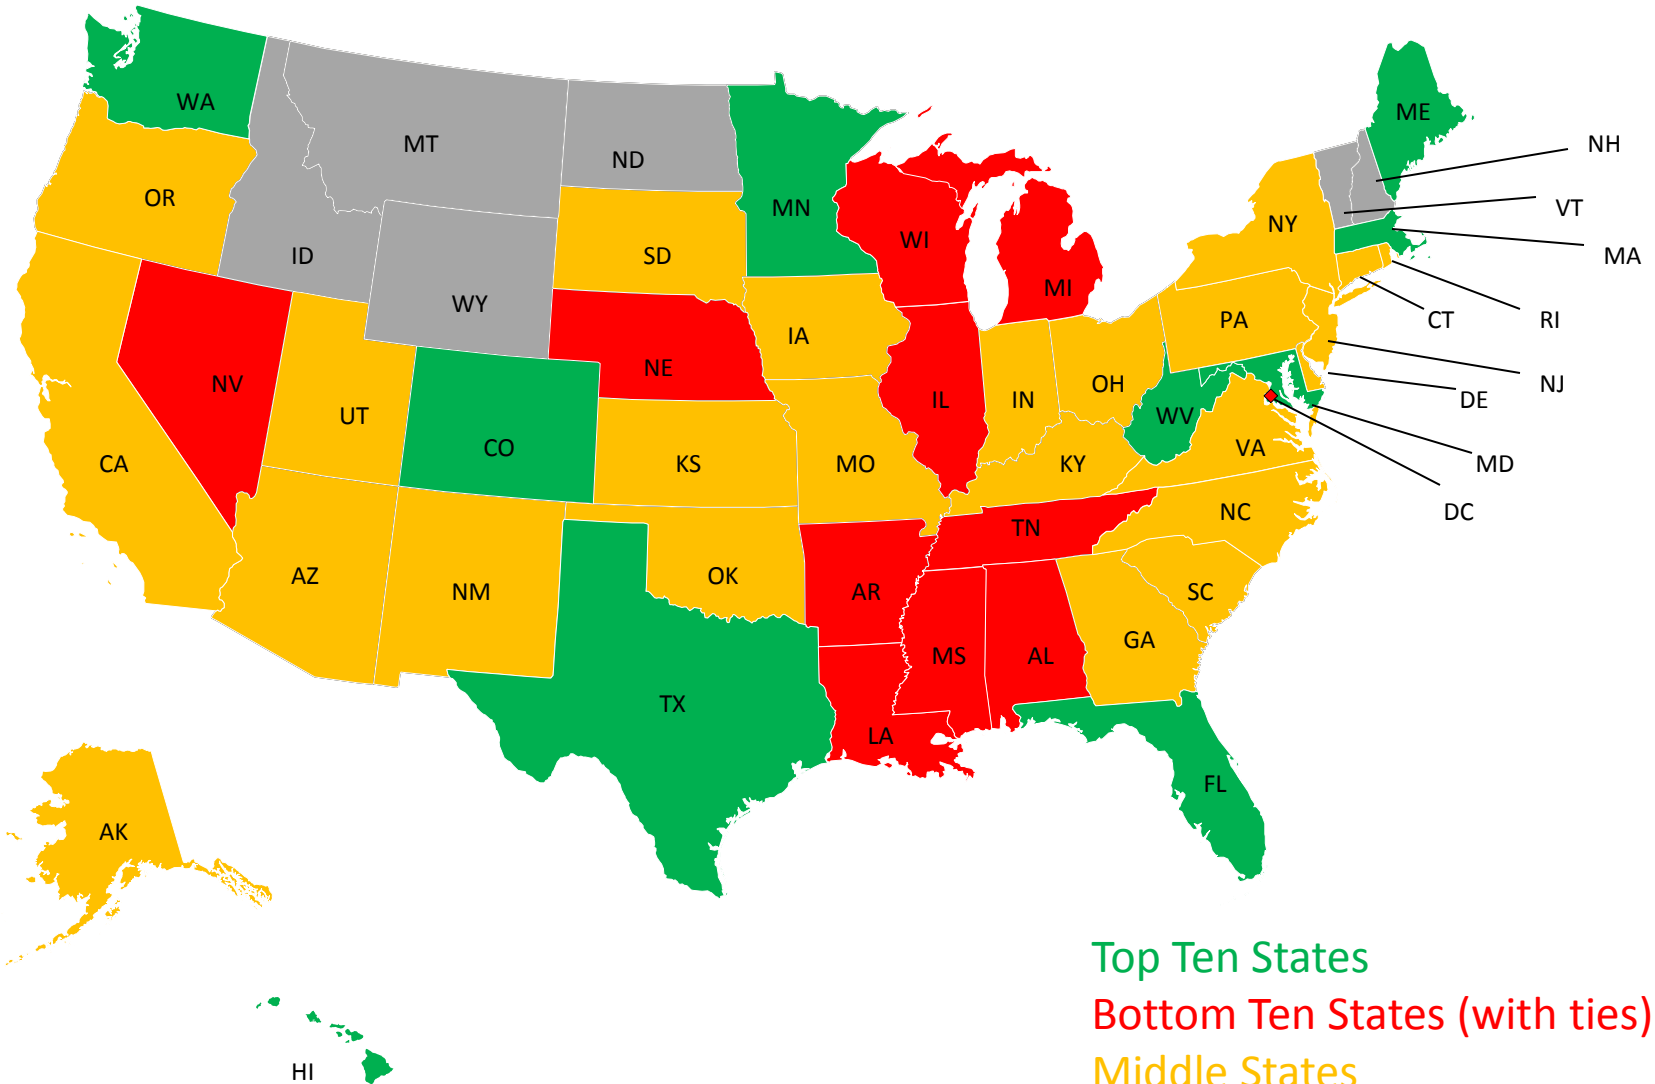 WA
MT
ND
MN
ME
NH
OR
ID
SD
WI
NY
VT
MA
WY
MI
PA
CT
RI
NV
NE
IA
IL
IN
OH
NJ
DE
UT
CO
KS
MO
KY
WV
VA
MD
CA
DC
AZ
NM
OK
AR
TN
NC
SC
TX
LA
MS
AL
GA
FL
AK
HI
Top Ten States
Bottom Ten States (with ties)
Middle States